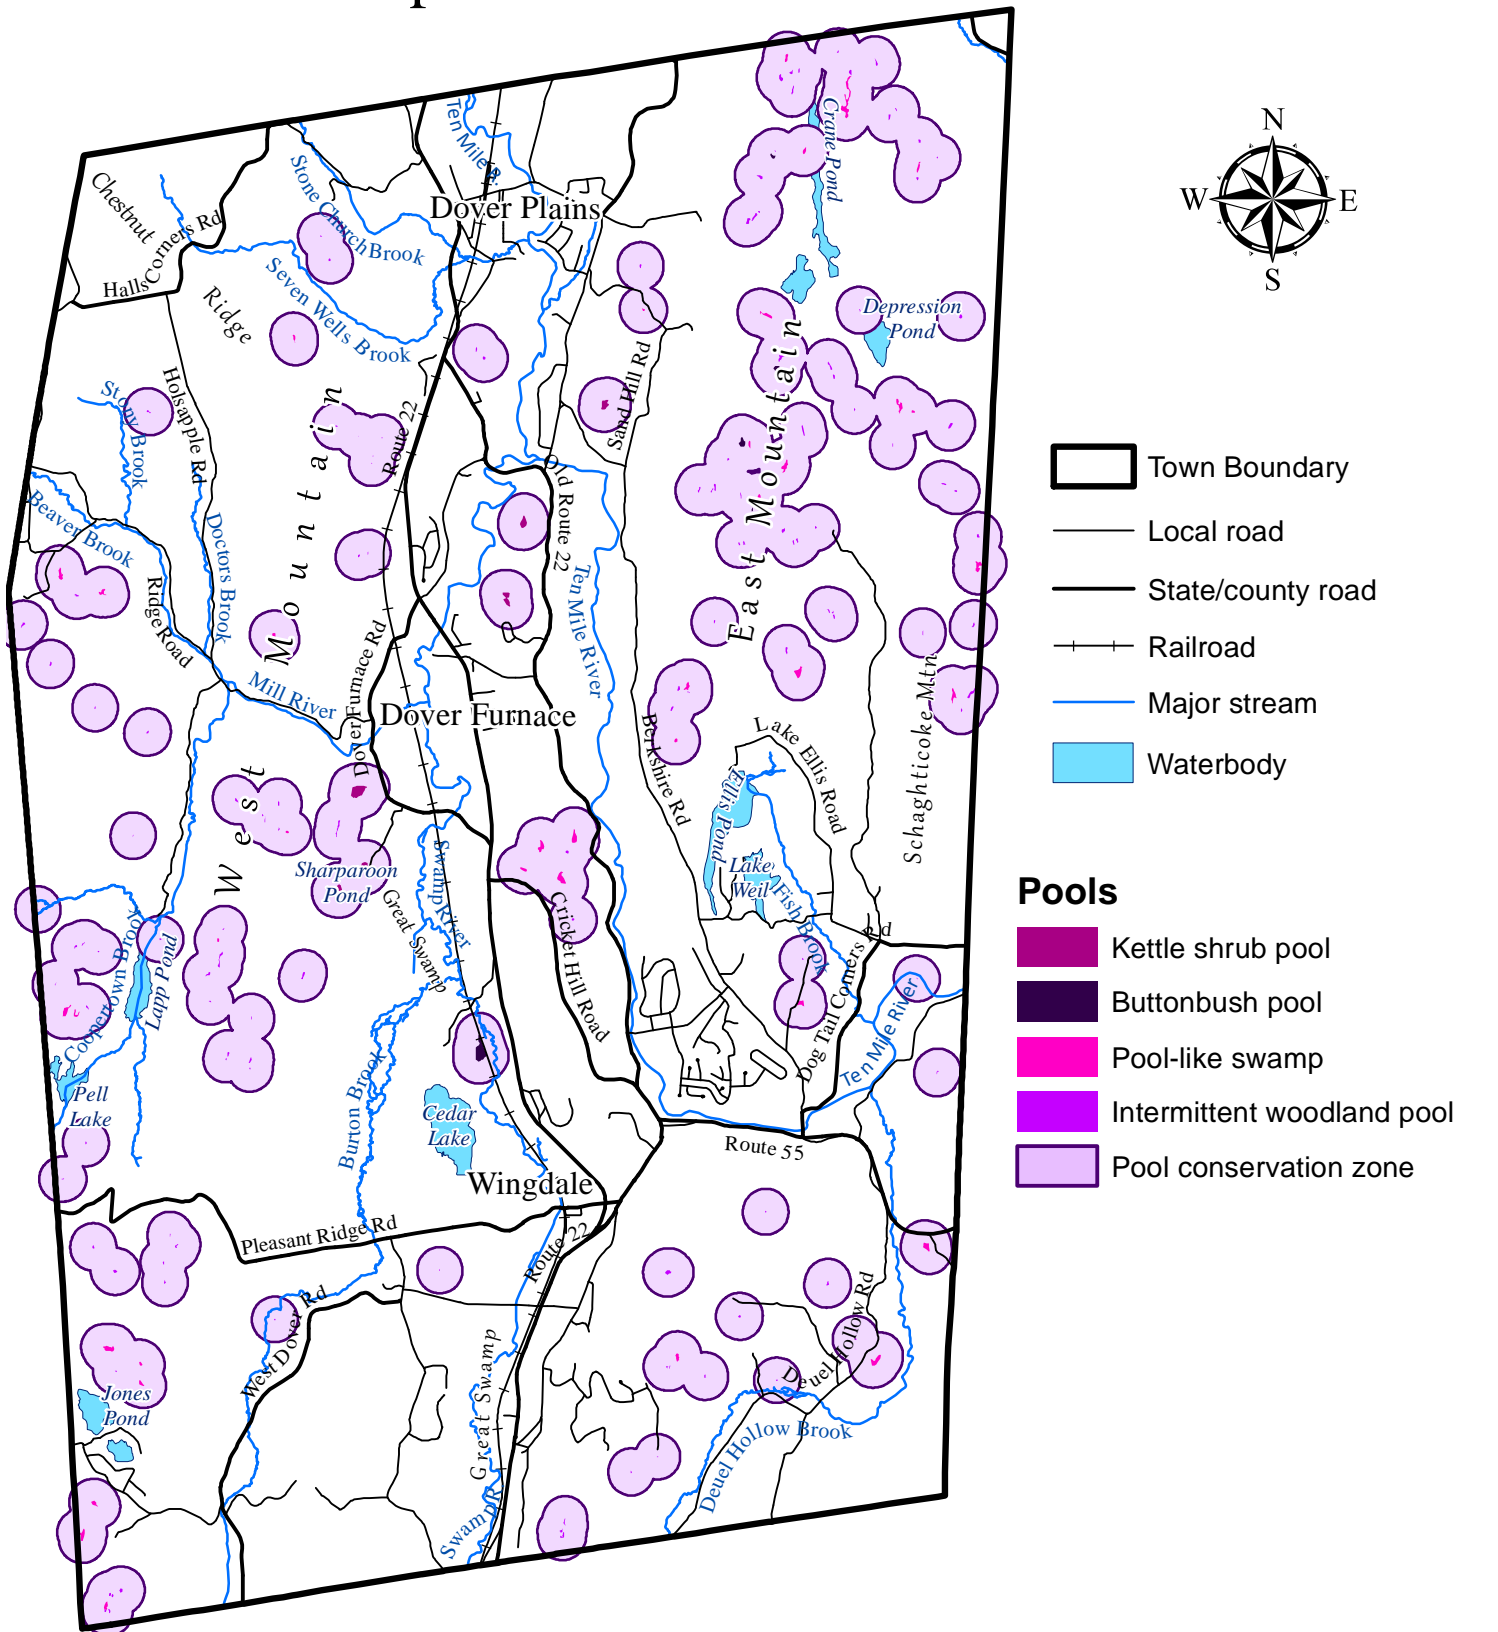 Ten Mile R.
Crane Pond
Chestnut
Ridge
Stone Church Brook
Dover Plains
Halls Corners Rd
Seven Wells Brook
Depression
Pond
Holsapple Rd
Stony Brook
Route 22
Sand Hill Rd
East Mountain
Beaver Brook
Doctors Brook
Old Route 22
Ridge Road
West Mountain
Ten Mile River
Mill River
Dover Furnace Rd
Dover Furnace
Berkshire Rd
Lake Ellis Road
Schaghticoke Mtn
Ellis Pond
Lake
Weil
Fish Brook
Sharparoon
Pond
Swamp River
Great Swamp
Cricket Hill Road
Coopertown Brook
Lapp Pond
Dog Tail Corners Rd
Ten Mile River
Pell
Lake
Burton Brook
Cedar
Lake
Route 55
Wingdale
Pleasant Ridge Rd
Route 22
West Dover Rd
Great Swamp
Deuel Hollow Rd
Jones
Pond
Deuel Hollow Brook
Swamp R.
N
W
E
S
Town Boundary
Local road
State/county road
Railroad
Major stream
Waterbody
Pools
Kettle shrub pool
Buttonbush pool
Pool-like swamp
Intermittent woodland pool
Pool conservation zone